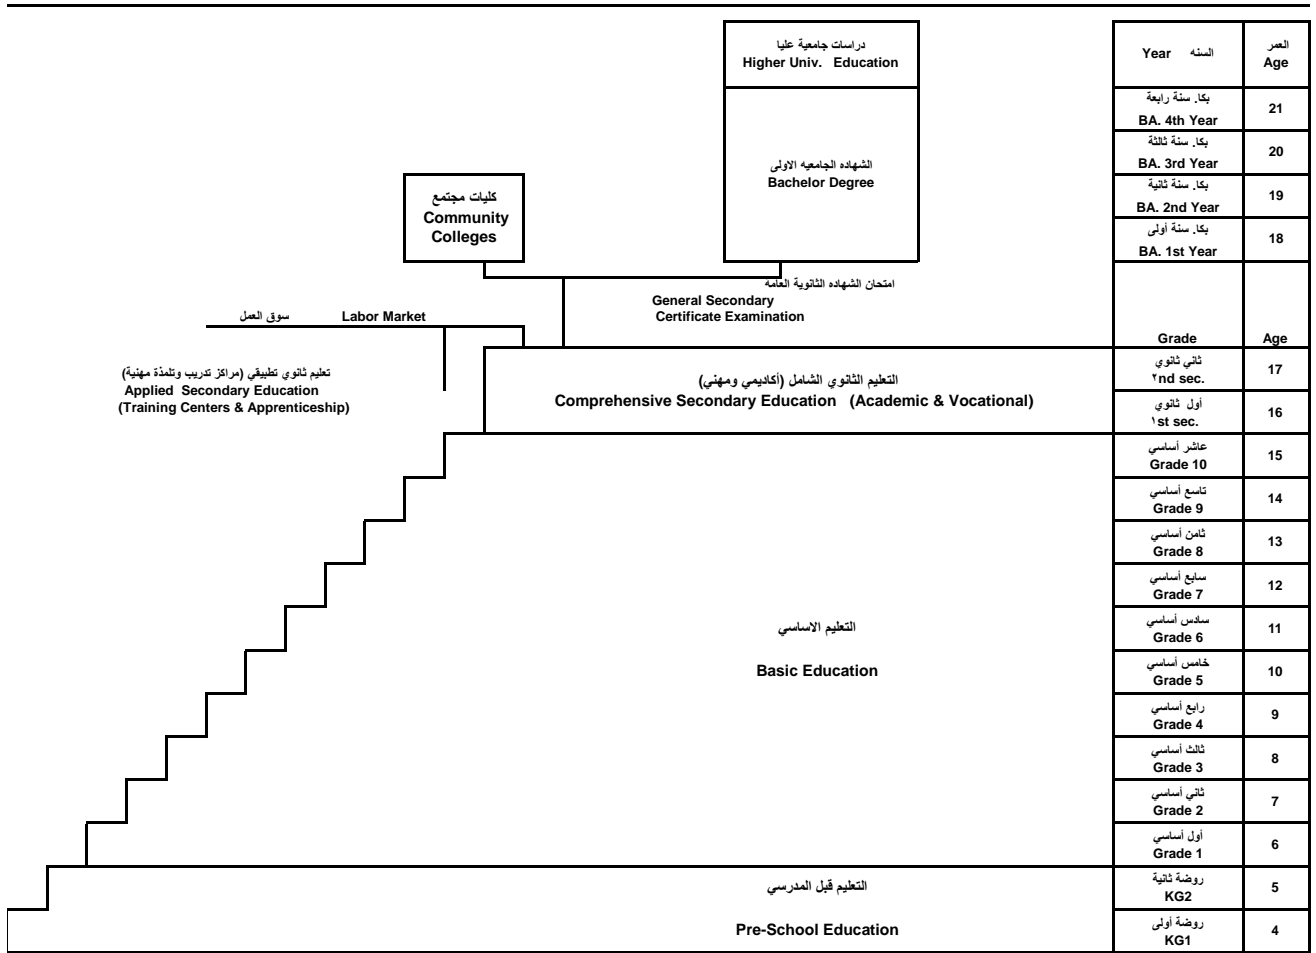 دراسات جامعية عليا
Higher Univ. Education
السنه Year
العمر
Age
بكا. سنة رابعة
BA. 4th Year
21
بكا. سنة ثالثة
BA. 3rd Year
20
الشهاده الجامعيه الاولى
Bachelor Degree
كليات مجتمع
Community
Colleges
بكا. سنة ثانية
BA. 2nd Year
19
بكا. سنة أولى
BA. 1st Year
18
امتحان الشهاده الثانوية العامه
General Secondary
Certificate Examination
سوق العمل Labor Market
Grade
Age
تعليم ثانوي تطبيقي (مراكز تدريب وتلمذة مهنية)
Applied Secondary Education
(Training Centers & Apprenticeship)
التعليم الثانوي الشامل (أكاديمي ومهني)
Comprehensive Secondary Education (Academic & Vocational)
ثاني ثانوي
٢nd sec.
17
أول ثانوي
١st sec.
16
عاشر أساسي
Grade 10
15
تاسع أساسي
Grade 9
14
ثامن أساسي
Grade 8
13
سابع أساسي
Grade 7
12
التعليم الاساسي
Basic Education
سادس أساسي
Grade 6
11
خامس أساسي
Grade 5
10
رابع أساسي
Grade 4
9
ثالث أساسي
Grade 3
8
ثاني أساسي
Grade 2
7
أول أساسي
Grade 1
6
التعليم قبل المدرسي
Pre-School Education
روضة ثانية
KG2
5
روضة أولى
KG1
4